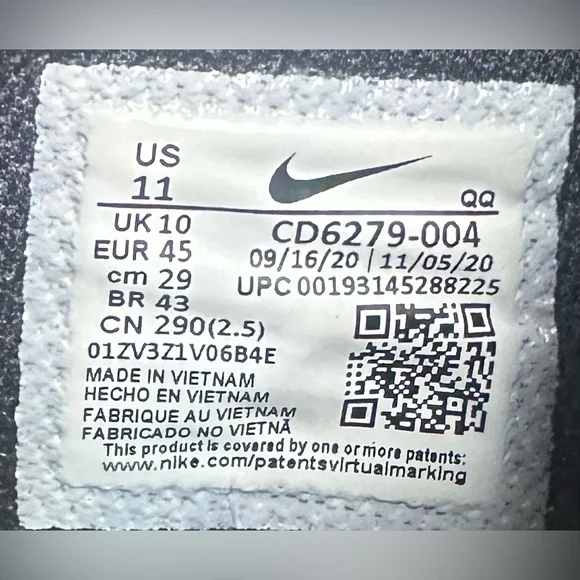 US
11
QQ
UK 10
EUR 45
cm 29
BR 43
CN 290(2.5)
CD6279-004
09/16/20 | 11/05/20
UPC 00193145288225
01ZV3Z1V06B4E
MADE IN VIETNAM
HECHO EN VIETNAM
FABRIQUE AU VIETNAM
FABRICADO NO VIETNÃ
This product is covered by one or more patents:
www.nike.com/patentsvirtualmarking